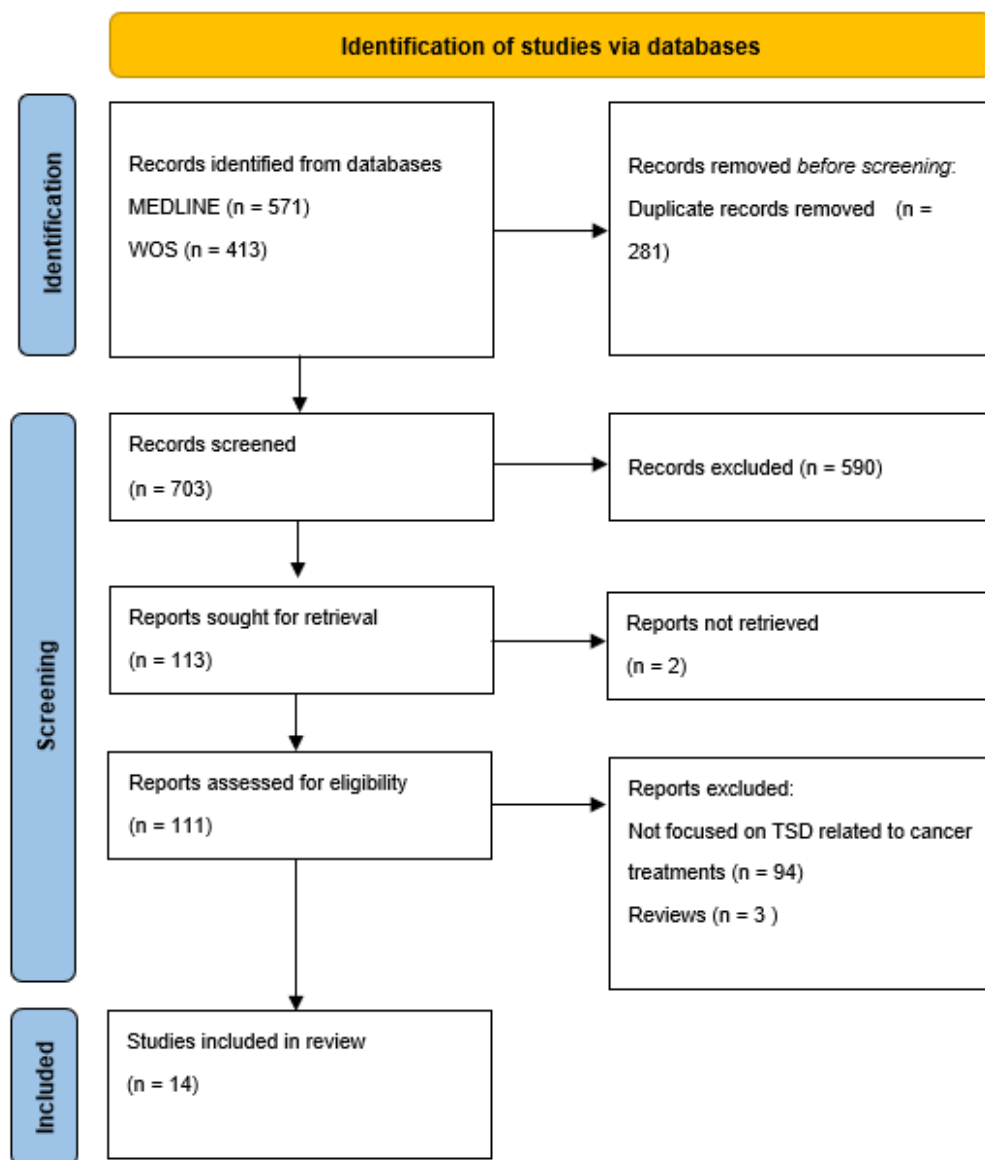 Identification of studies via databases
Identification
Records identified from databases
MEDLINE (n = 571)
WOS (n = 413)
Records removed before screening:
Duplicate records removed (n =
281)
Screening
Records screened
(n = 703)
Records excluded (n = 590)
Reports sought for retrieval
(n = 113)
Reports not retrieved
(n = 2)
Reports assessed for eligibility
(n = 111)
Reports excluded:
Not focused on TSD related to cancer
treatments (n = 94)
Reviews (n = 3 )
Included
Studies included in review
(n = 14)